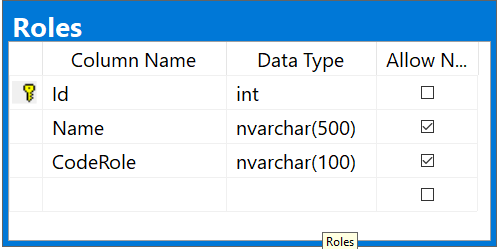 Roles
Column Name Data Type Allow N...
Id int
Name nvarchar(500)
CodeRole nvarchar(100)
Roles